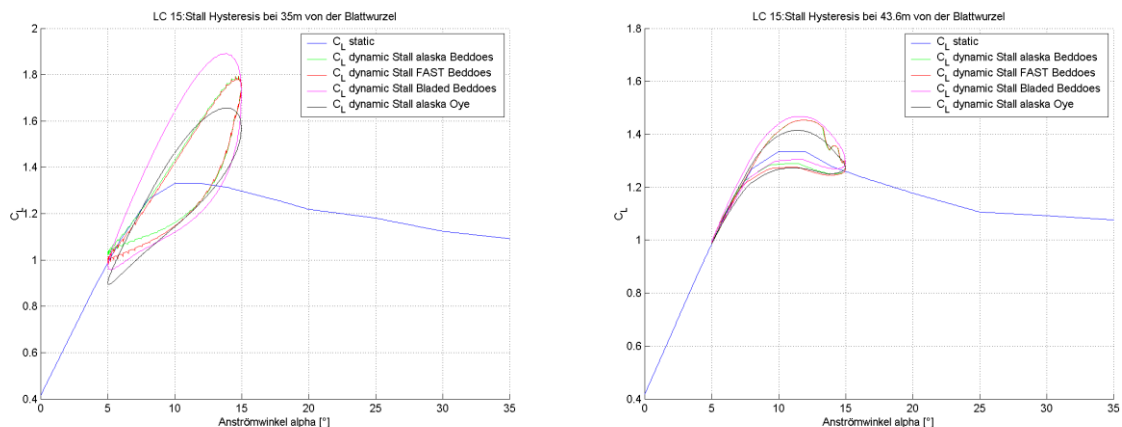 LC 15:Stall Hysteresis bei 35m von der Blattwurzel
2
1.8
1.6
1.4
1.2
1
0.8
0.6
0.4
C_L
C_L static
C_L dynamic Stall alaska Beddoes
C_L dynamic Stall FAST Beddoes
C_L dynamic Stall Bladed Beddoes
C_L dynamic Stall alaska Oye
0 5 10 15 20 25 30 35
Anströmwinkel alpha [°]
LC 15:Stall Hysteresis bei 43.6m von der Blattwurzel
1.8
1.6
1.4
1.2
1
0.8
0.6
0.4
C_L
C_L static
C_L dynamic Stall alaska Beddoes
C_L dynamic Stall FAST Beddoes
C_L dynamic Stall Bladed Beddoes
C_L dynamic Stall alaska Oye
0 5 10 15 20 25 30 35
Anströmwinkel alpha [°]